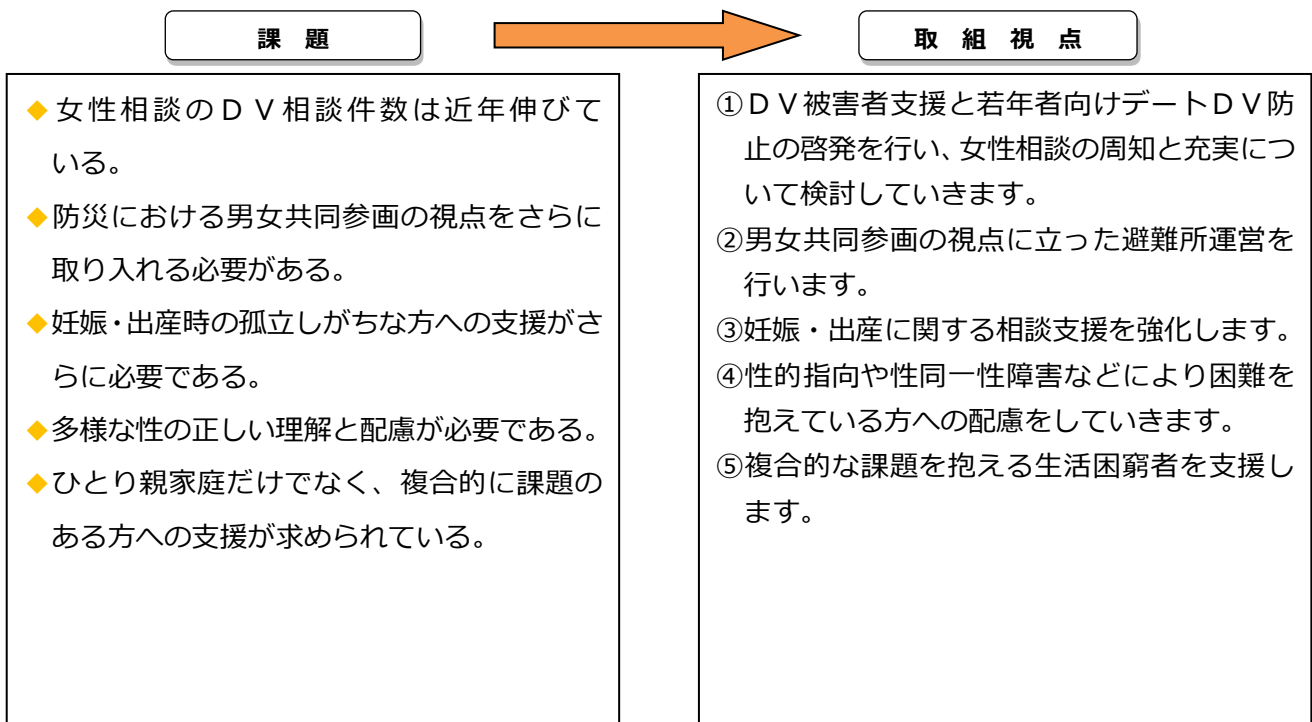 課 題
取 組 視 点
◆女性相談のＤＶ相談件数は近年伸びて
いる。
◆防災における男女共同参画の視点をさらに
取り入れる必要がある。
◆妊娠・出産時の孤立しがちな方への支援がさ
らに必要である。
◆多様な性の正しい理解と配慮が必要である。
◆ひとり親家庭だけでなく、複合的に課題の
ある方への支援が求められている。
①ＤＶ被害者支援と若年者向けデートＤＶ防
止の啓発を行い、女性相談の周知と充実につ
いて検討していきます。
②男女共同参画の視点に立った避難所運営を
行います。
③妊娠・出産に関する相談支援を強化します。
④性的指向や性同一性障害などにより困難を
抱えている方への配慮をしていきます。
⑤複合的な課題を抱える生活困窮者を支援し
ます。